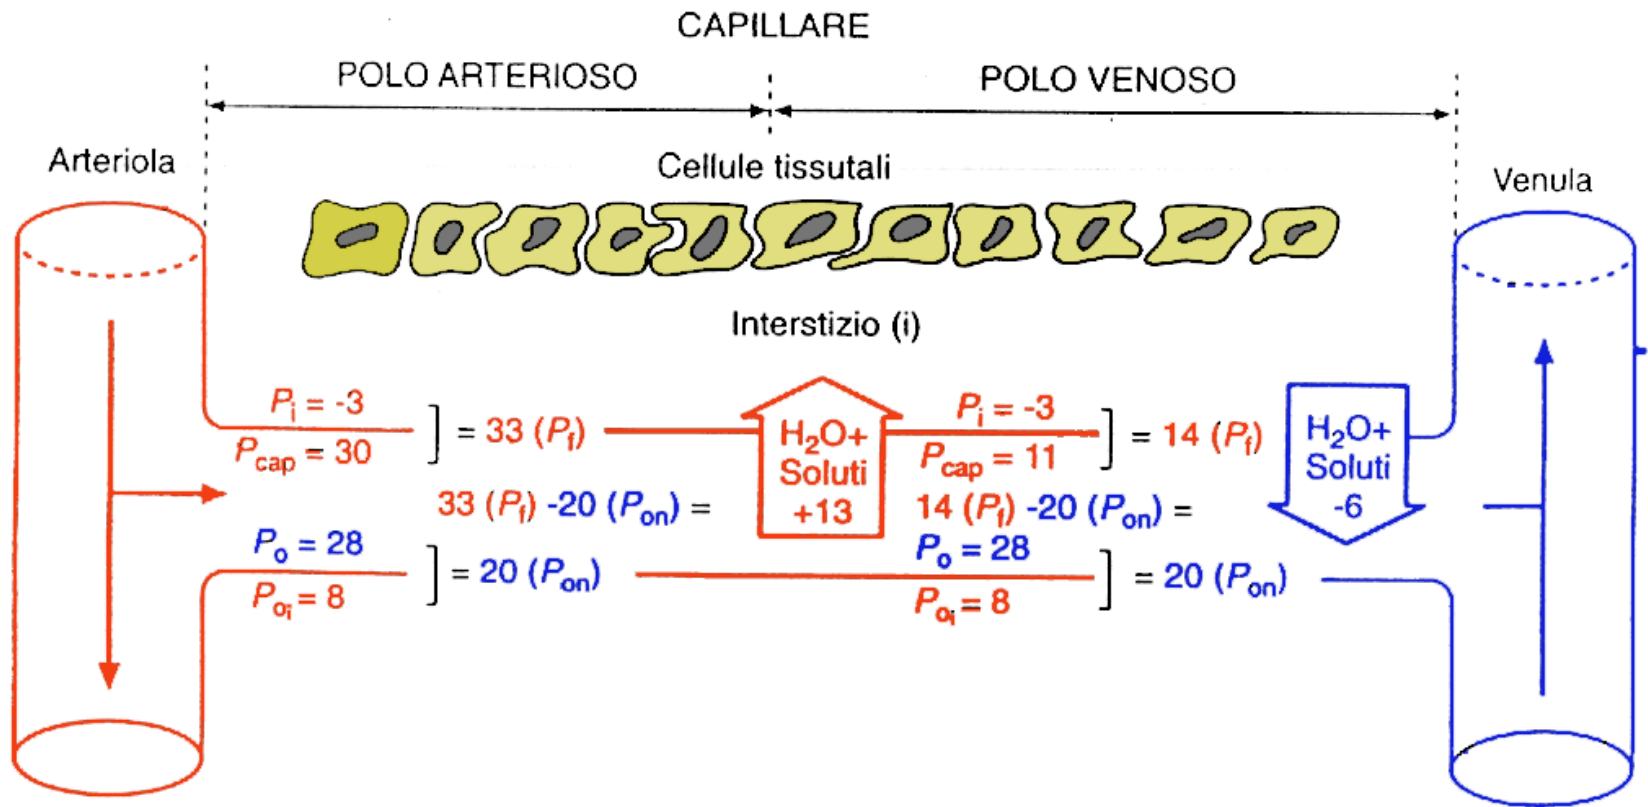 CAPILLARE
POLO ARTERIOSO
POLO VENOSO
Arteriola
Cellule tissutali
Venula
Interstizio (i)
Pi = -3
Pcap = 30
] = 33 (Pf)
33 (Pf) -20 (Pon) =
H2O+
Soluti
+13
Pi = -3
Pcap = 11
] = 14 (Pf)
14 (Pf) -20 (Pon) =
H2O+
Soluti
-6
Po = 28
Poi = 8
] = 20 (Pon)
Po = 28
Poi = 8
] = 20 (Pon)